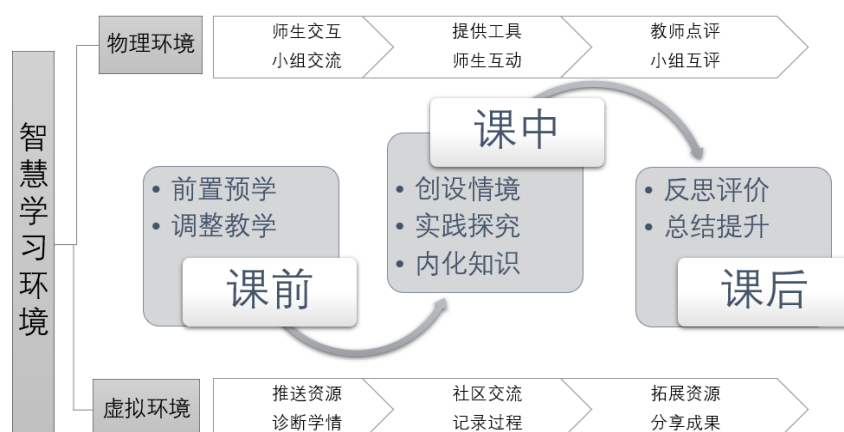 智慧学习环境
物理环境
师生交互
小组交流
提供工具
师生互动
教师点评
小组互评
• 前置预学
• 调整教学
课前
课中
• 创设情境
• 实践探究
• 内化知识
• 反思评价
• 总结提升
课后
虚拟环境
推送资源
诊断学情
社区交流
记录过程
拓展资源
分享成果